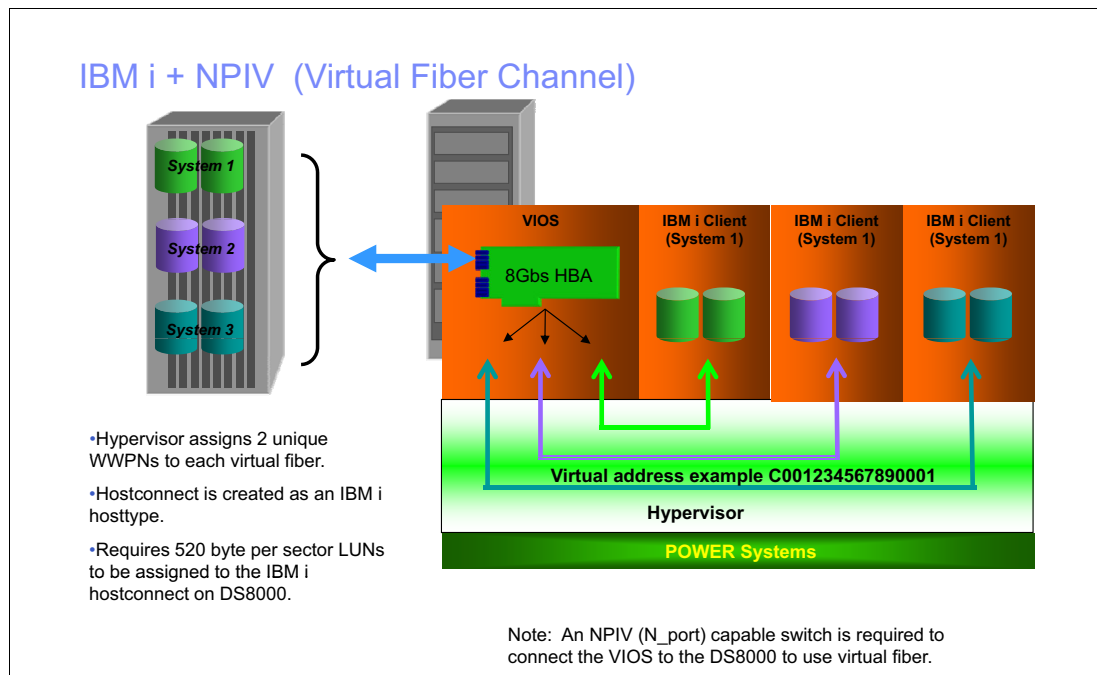 IBM i + NPIV (Virtual Fiber Channel)
System 1
System 2
System 3
VIOS
8Gbs HBA
IBM i Client
(System 1)
IBM i Client
(System 1)
IBM i Client
(System 1)
•Hypervisor assigns 2 unique
WWPNs to each virtual fiber.
•Hostconnect is created as an IBM i
hosttype.
•Requires 520 byte per sector LUNs
to be assigned to the IBM i
hostconnect on DS8000.
Virtual address example C001234567890001
Hypervisor
POWER Systems
Note: An NPIV (N_port) capable switch is required to
connect the VIOS to the DS8000 to use virtual fiber.